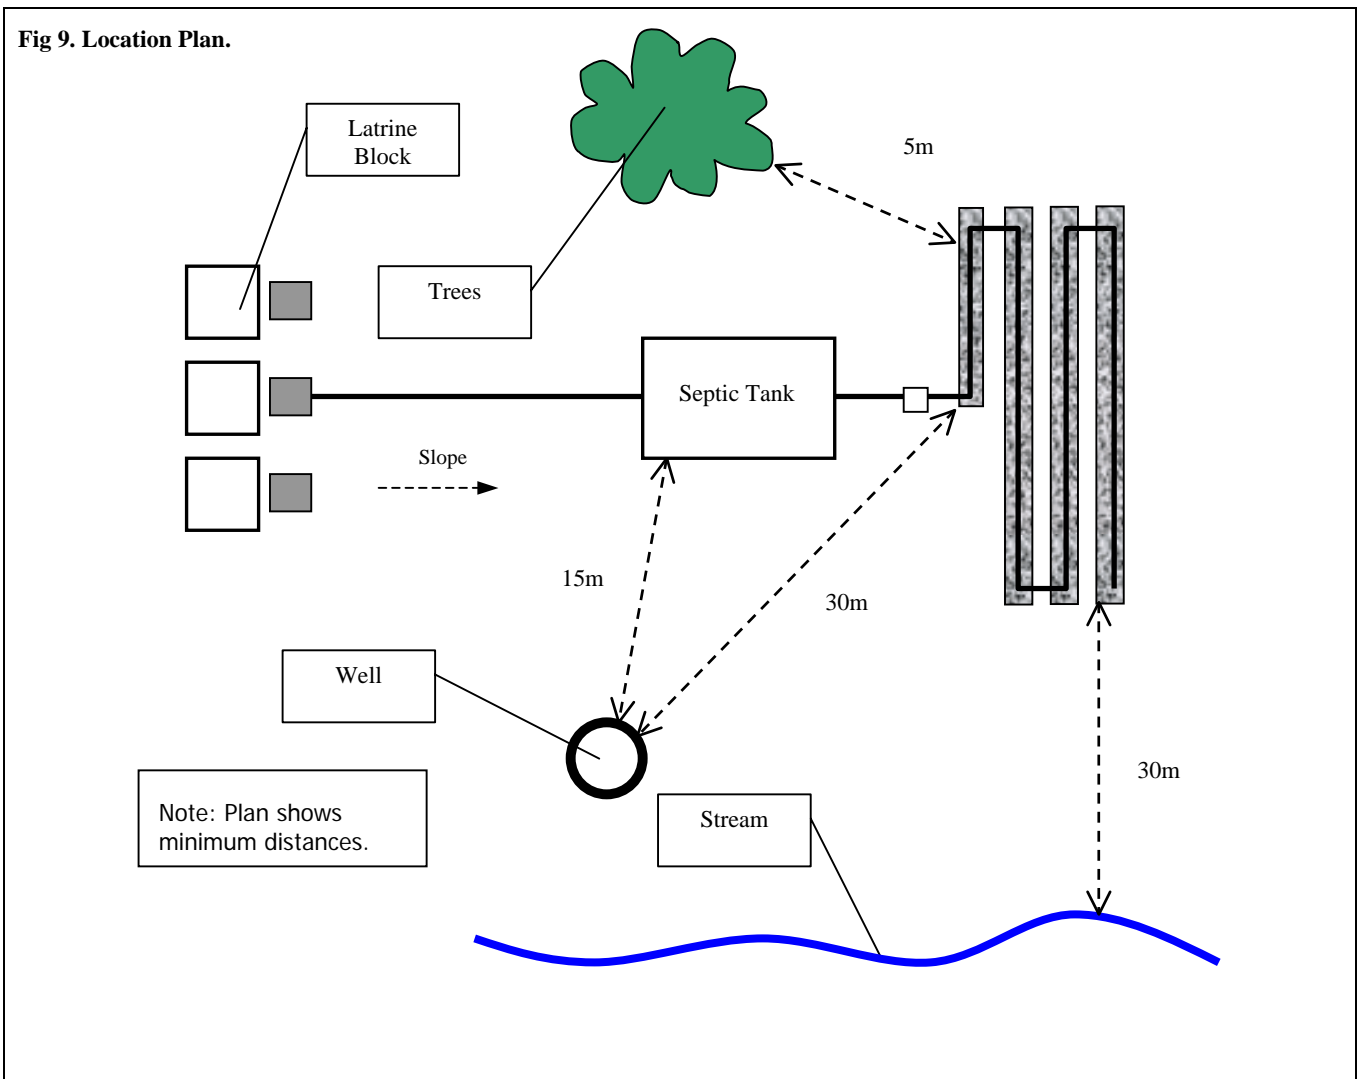 Fig 9. Location Plan.
Latrine
Block
5m
Trees
Septic Tank
Slope
15m
30m
Well
30m
Note: Plan shows
minimum distances.
Stream